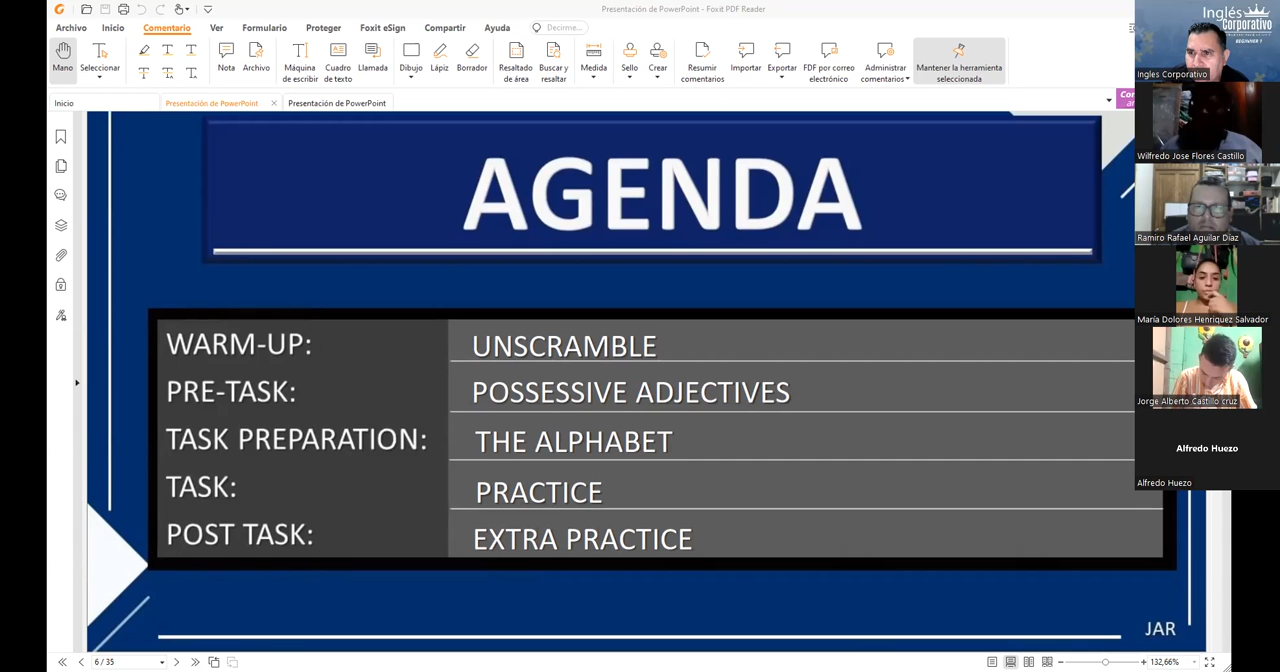 Presentación de PowerPoint - Foxit PDF Reader
Archivo Inicio Comentario Ver Formulario Proteger Foxit eSign Compartir Ayuda Decirme...
Mano Seleccionar Nota Archivo Máquina de escribir Cuadro de texto Llamada Dibujo Lápiz Borrador Resaltado de área Buscar y resaltar Medida Sello Crear Resumir comentarios Importar Exportar PDF por correo electrónico Administrar comentarios Mantener la herramienta seleccionada
Inicio Presentación de PowerPoint Presentación de PowerPoint
AGENDA
WARM-UP: UNSCRAMBLE
PRE-TASK: POSSESSIVE ADJECTIVES
TASK PREPARATION: THE ALPHABET
TASK: PRACTICE
POST TASK: EXTRA PRACTICE
JAR
6 / 35 132,66%
Inglés
Corporativo
BEGINNER 1
Ingles Corporativo
Wilfredo Jose Flores Castillo
Ramiro Rafael Aguilar Díaz
María Dolores Henriquez Salvador
Jorge Alberto Castillo cruz
Alfredo Huezo
Alfredo Huezo